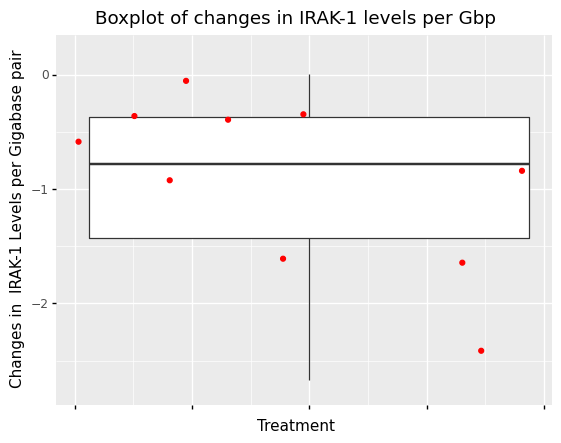 Boxplot of changes in IRAK-1 levels per Gbp
Changes in  IRAK-1 Levels per Gigabase pair
0
−1
−2
Treatment